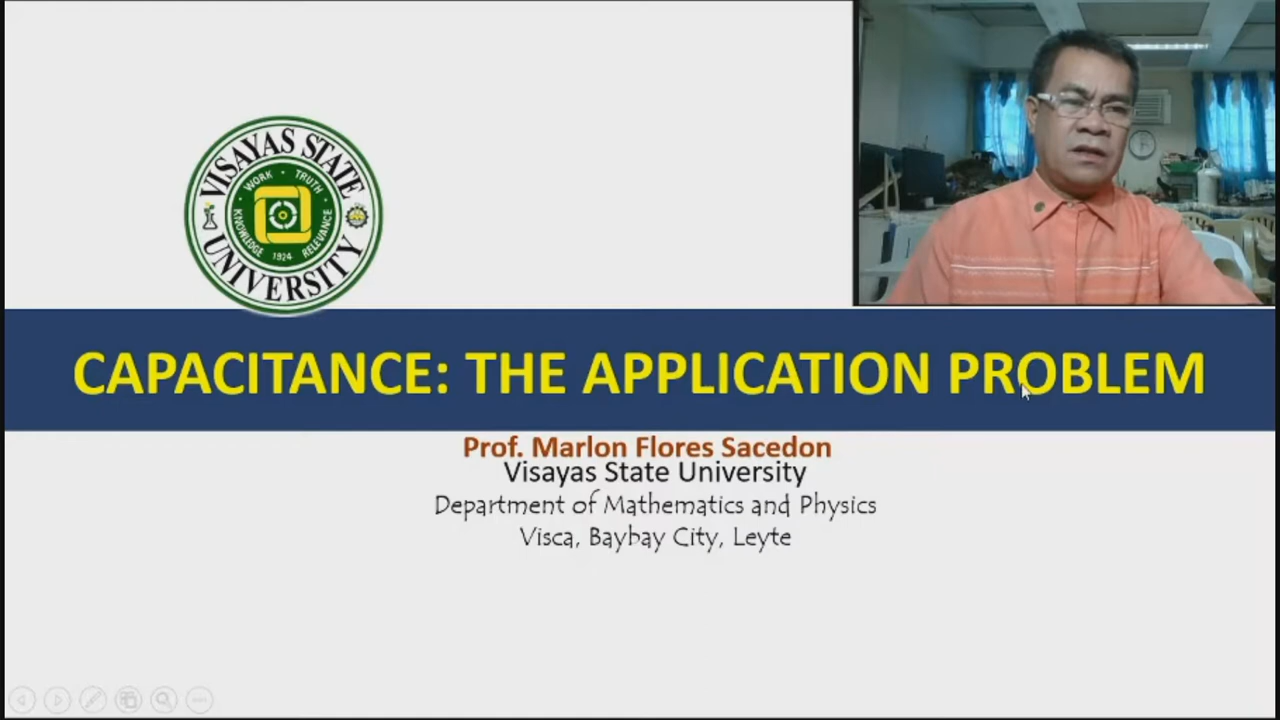 VISAYAS STATE
WORK · TRUTH
KNOWLEDGE 1924 RELEVANCE
UNIVERSITY
CAPACITANCE: THE APPLICATION PROBLEM
Prof. Marlon Flores Sacedon
Visayas State University
Department of Mathematics and Physics
Visca, Baybay City, Leyte